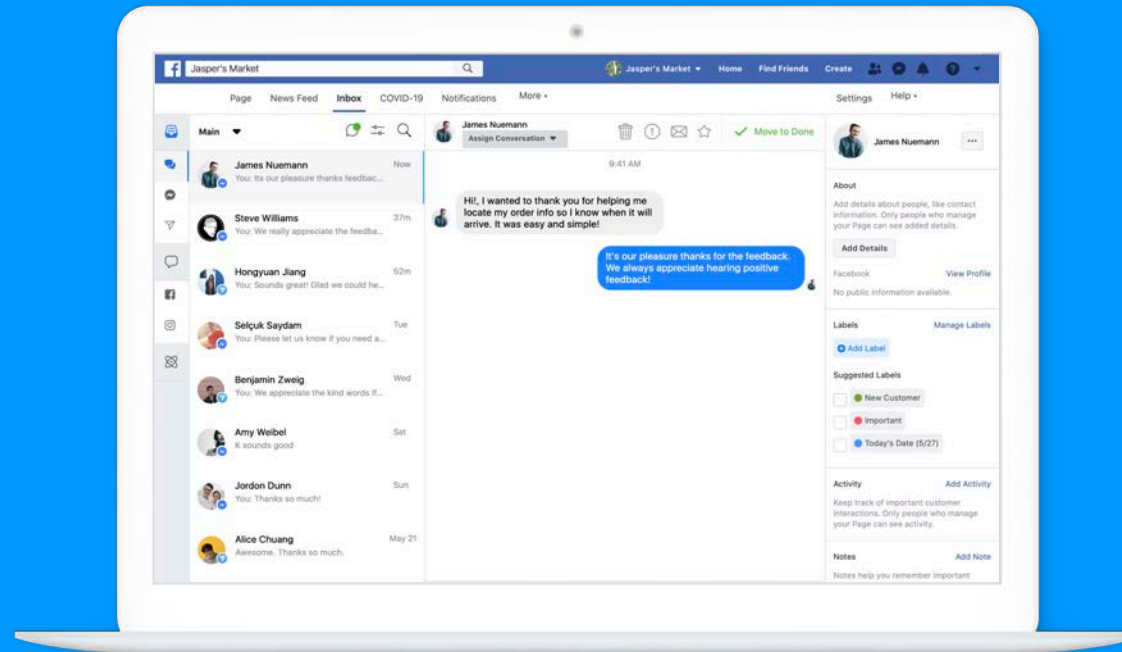 f
Jasper's Market
Jasper's Market
Home
Find Friends
Create
Page
News Feed
Inbox
COVID-19
Notifications
More
Settings
Help
Main
James Nuemann
Now
You: Its our pleasure thanks feedbac...
Steve Williams
37m
You: We really appreciate the feedba...
Hongyuan Jiang
52m
You: Sounds great! Glad we could he...
Selçuk Saydam
Tue
You: Please let us know if you need a...
Benjamin Zweig
Wed
You: We appreciate the kind words If...
Amy Weibel
Sat
K sounds good
Jordon Dunn
Sun
You: Thanks so much!
Alice Chuang
May 21
Awesome. Thanks so much.
James Nuemann
Assign Conversation
Move to Done
9:41 AM
Hi!, I wanted to thank you for helping me
locate my order info so I know when it will
arrive. It was easy and simple!
It's our pleasure thanks for the feedback.
We always appreciate hearing positive
feedback!
James Nuemann
About
Add details about people, like contact
information. Only people who manage
your Page can see added details.
Add Details
Facebook
View Profile
No public information available.
Labels
Manage Labels
Add Label
Suggested Labels
New Customer
Important
Today's Date (5/27)
Activity
Add Activity
Keep track of important customer
interactions. Only people who manage
your Page can see activity.
Notes
Add Note
Notes help you remember important